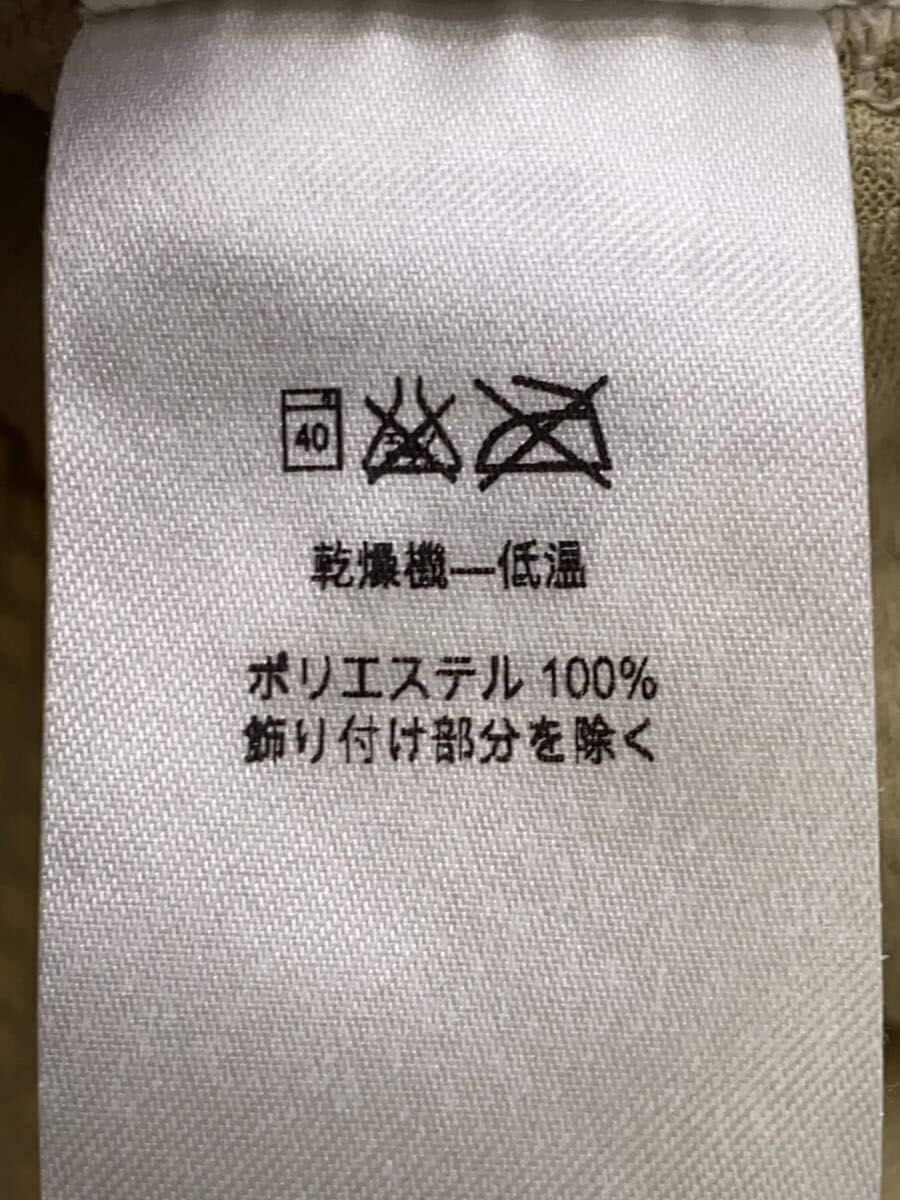 40
乾燥機—低温
ポリエステル 100%
飾り付け部分を除く